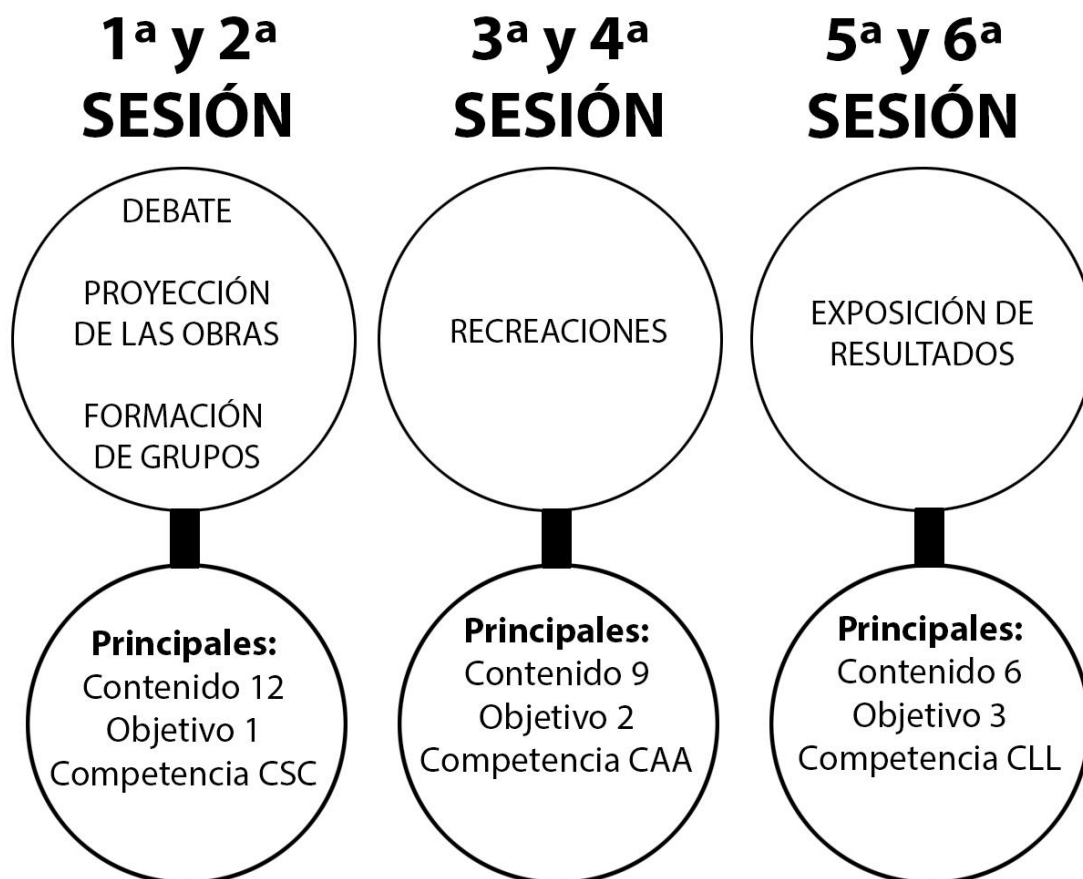 1ª y 2ª
SESIÓN
DEBATE
PROYECCIÓN
DE LAS OBRAS
FORMACIÓN
DE GRUPOS
Principales:
Contenido 12
Objetivo 1
Competencia CSC
3ª y 4ª
SESIÓN
RECREACIONES
Principales:
Contenido 9
Objetivo 2
Competencia CAA
5ª y 6ª
SESIÓN
EXPOSICIÓN DE
RESULTADOS
Principales:
Contenido 6
Objetivo 3
Competencia CLL